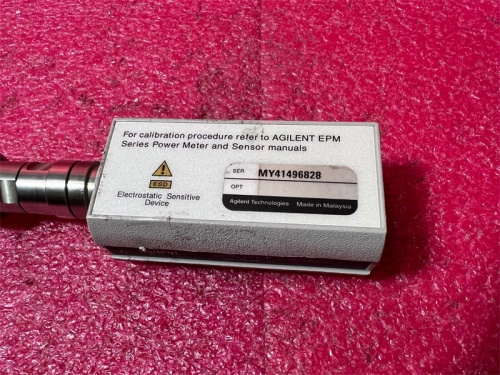 For calibration procedure refer to AGILENT EPM
Series Power Meter and Sensor manuals
ESD
Electrostatic Sensitive
Device
SER MY41496828
OPT
Agilent Technologies Made in Malaysia